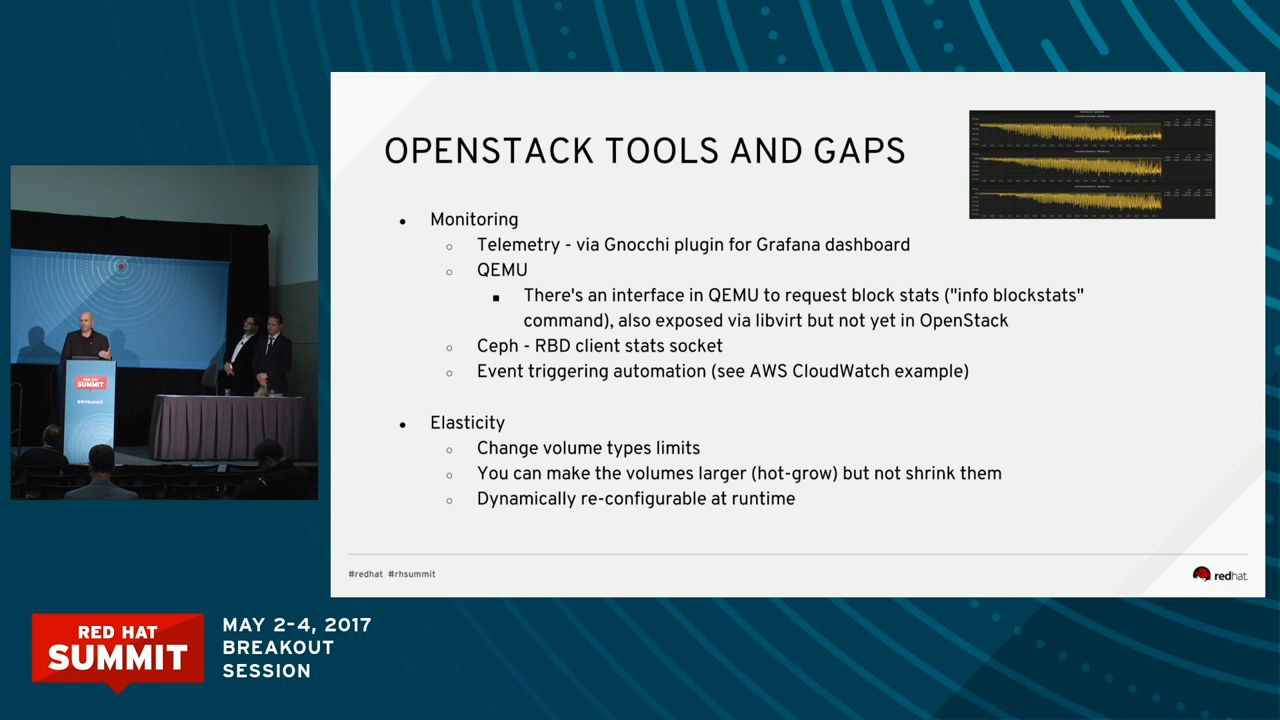 OPENSTACK TOOLS AND GAPS
● Monitoring
○ Telemetry - via Gnocchi plugin for Grafana dashboard
○ QEMU
■ There's an interface in QEMU to request block stats ("info blockstats"
command), also exposed via libvirt but not yet in OpenStack
○ Ceph - RBD client stats socket
○ Event triggering automation (see AWS CloudWatch example)
● Elasticity
○ Change volume types limits
○ You can make the volumes larger (hot-grow) but not shrink them
○ Dynamically re-configurable at runtime
#redhat #rhsummit
redhat.
RED HAT
SUMMIT
#RHSummit
RED HAT
SUMMIT
MAY 2-4, 2017
BREAKOUT
SESSION